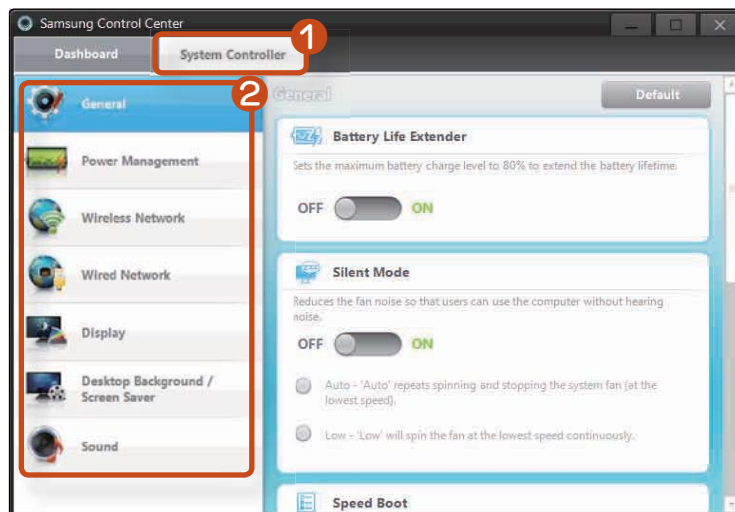 Samsung Control Center
1
Dashboard
System Controller
2
General
Power Management
Wireless Network
Wired Network
Display
Desktop Background /
Screen Saver
Sound
General
Default
Battery Life Extender
Sets the maximum battery charge level to 80% to extend the battery lifetime.
OFF ON
Silent Mode
Reduces the fan noise so that users can use the computer without hearing
noise.
OFF ON
Auto - 'Auto' repeats spinning and stopping the system fan (at the
lowest speed).
Low - 'Low' will spin the fan at the lowest speed continuously.
Speed Boot